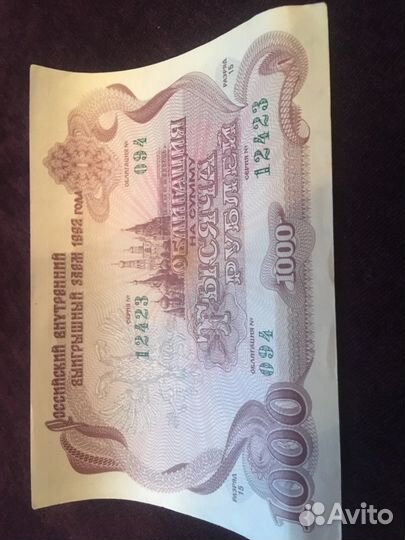 Российский внутренний
выигрышный заем 1992 года
ОБЛИГАЦИЯ №
094
РАЗРЯД
15
12423
СЕРИЯ №
ОБЛИГАЦИЯ
НА СУММУ
ТЫСЯЧА
РУБЛЕЙ
СЕРИЯ №
12423
1000
ОБЛИГАЦИЯ №
094
РАЗРЯД
15
1000
Avito